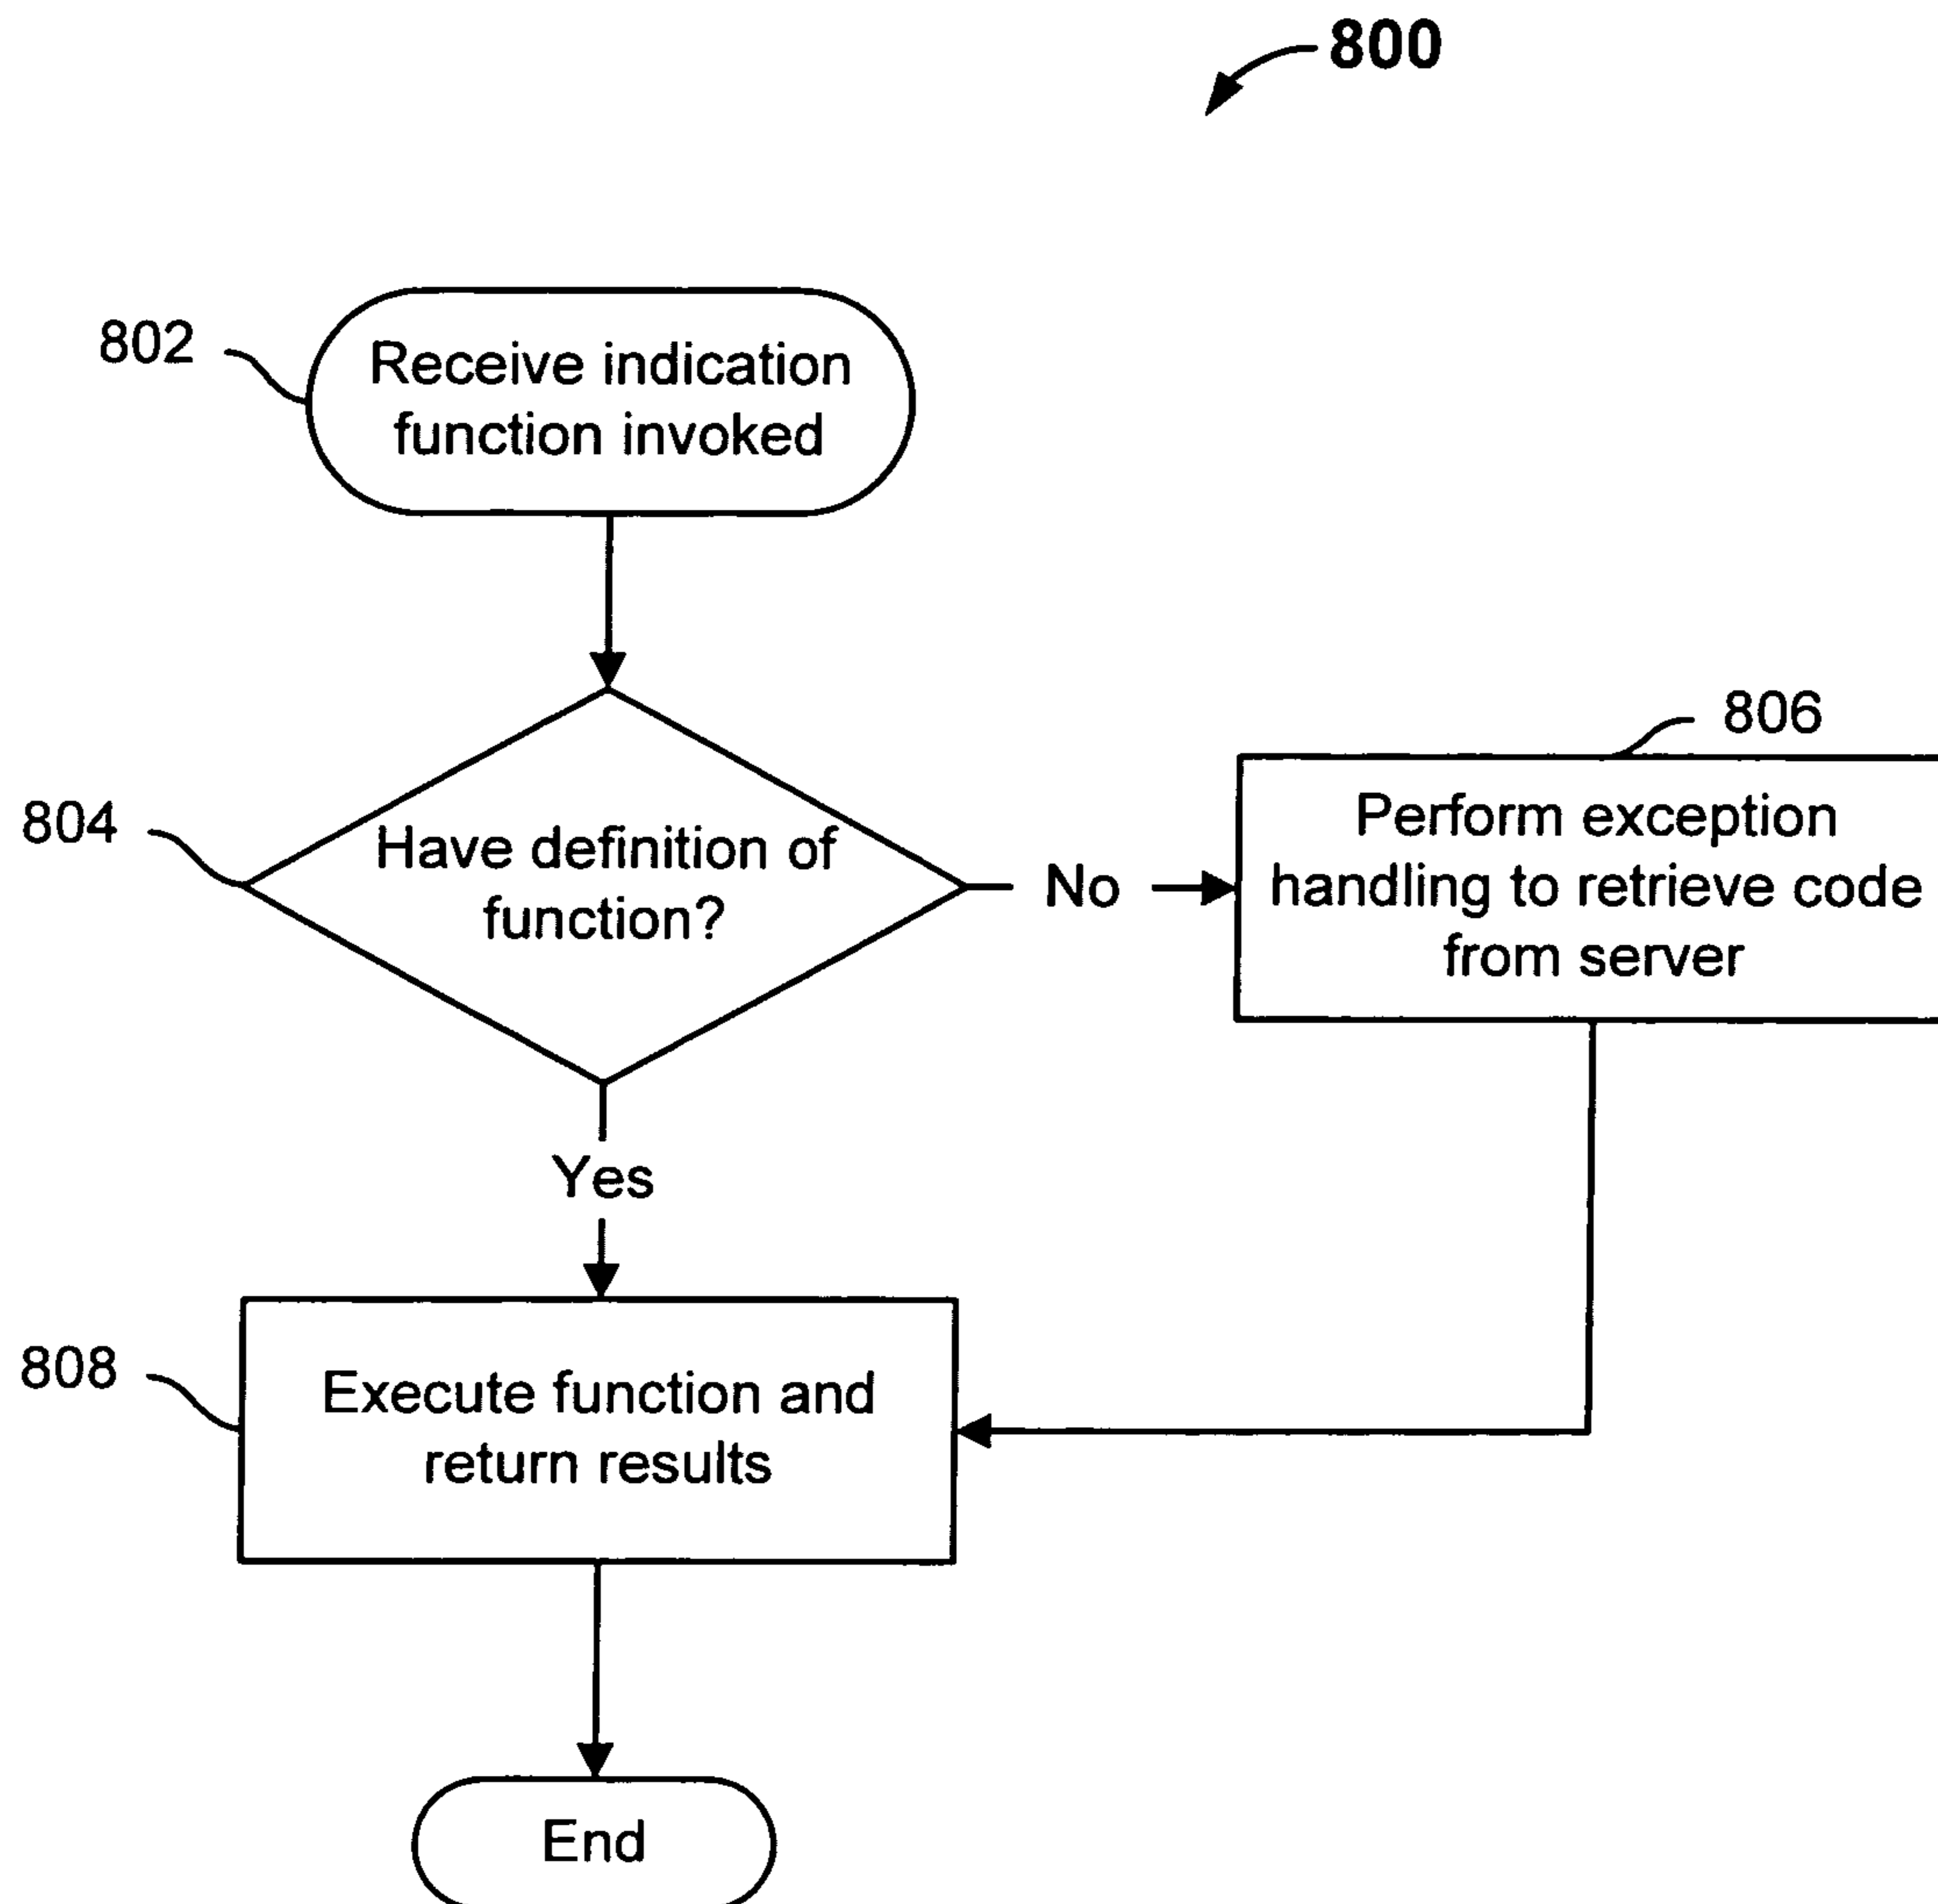 800
802
Receive indication
function invoked
804
Have definition of
function?
No
806
Perform exception
handling to retrieve code
from server
Yes
808
Execute function and
return results
End